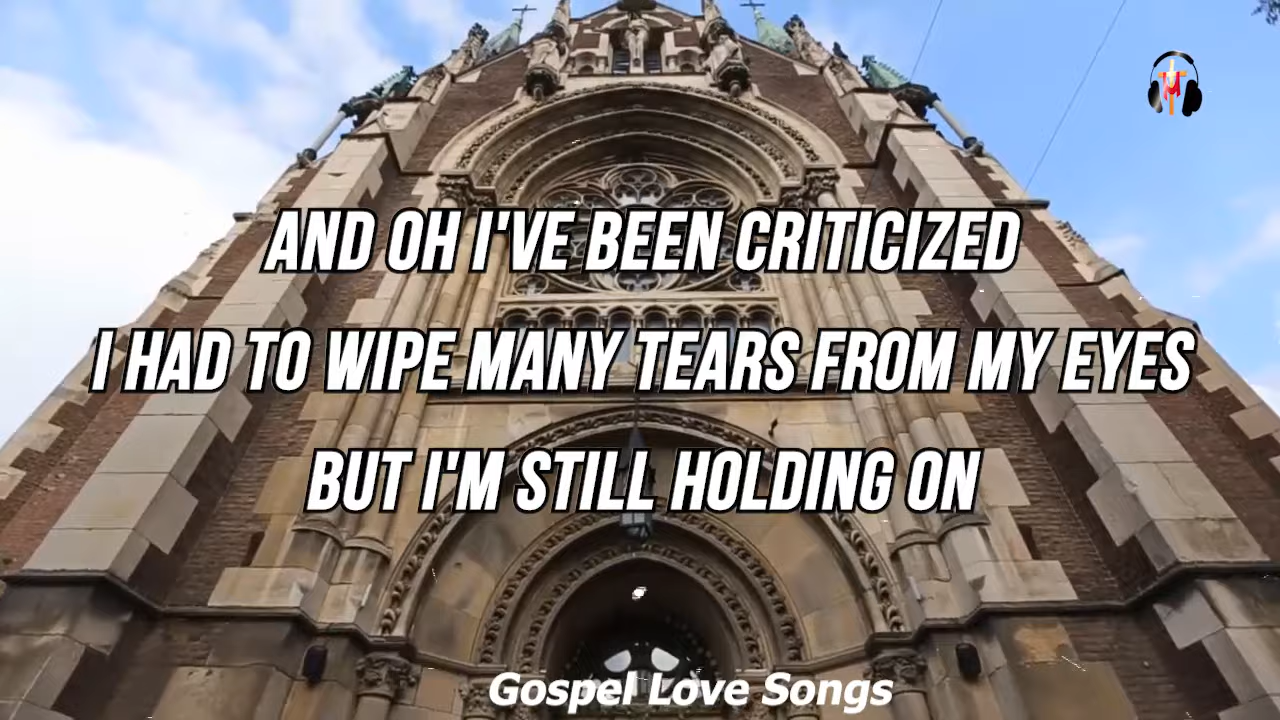 AND OH I'VE BEEN CRITICIZED
I HAD TO WIPE MANY TEARS FROM MY EYES
BUT I'M STILL HOLDING ON
Gospel Love Songs